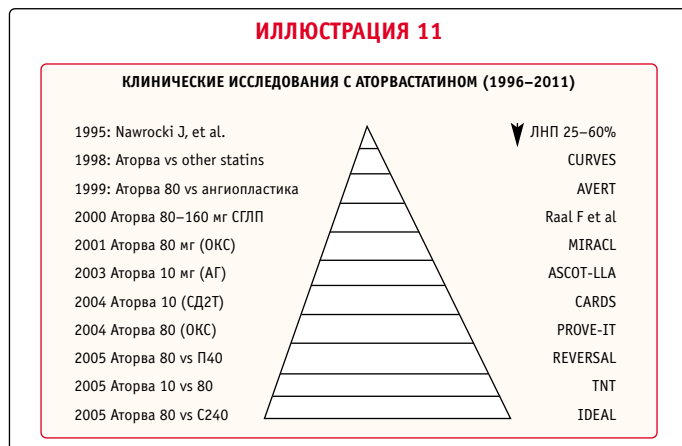 ИЛЛЮСТРАЦИЯ 11
КЛИНИЧЕСКИЕ ИССЛЕДОВАНИЯ С АТОРВАСТАТИНОМ (1996–2011)
1995: Nawrocki J, et al. ЛНП 25–60%
1998: Аторва vs other statins CURVES
1999: Аторва 80 vs ангиопластика AVERT
2000 Аторва 80–160 мг СГЛП Raal F et al
2001 Аторва 80 мг (ОКС) MIRACL
2003 Аторва 10 мг (АГ) ASCOT-LLA
2004 Аторва 10 (СД2Т) CARDS
2004 Аторва 80 (ОКС) PROVE-IT
2005 Аторва 80 vs П40 REVERSAL
2005 Аторва 10 vs 80 TNT
2005 Аторва 80 vs С240 IDEAL